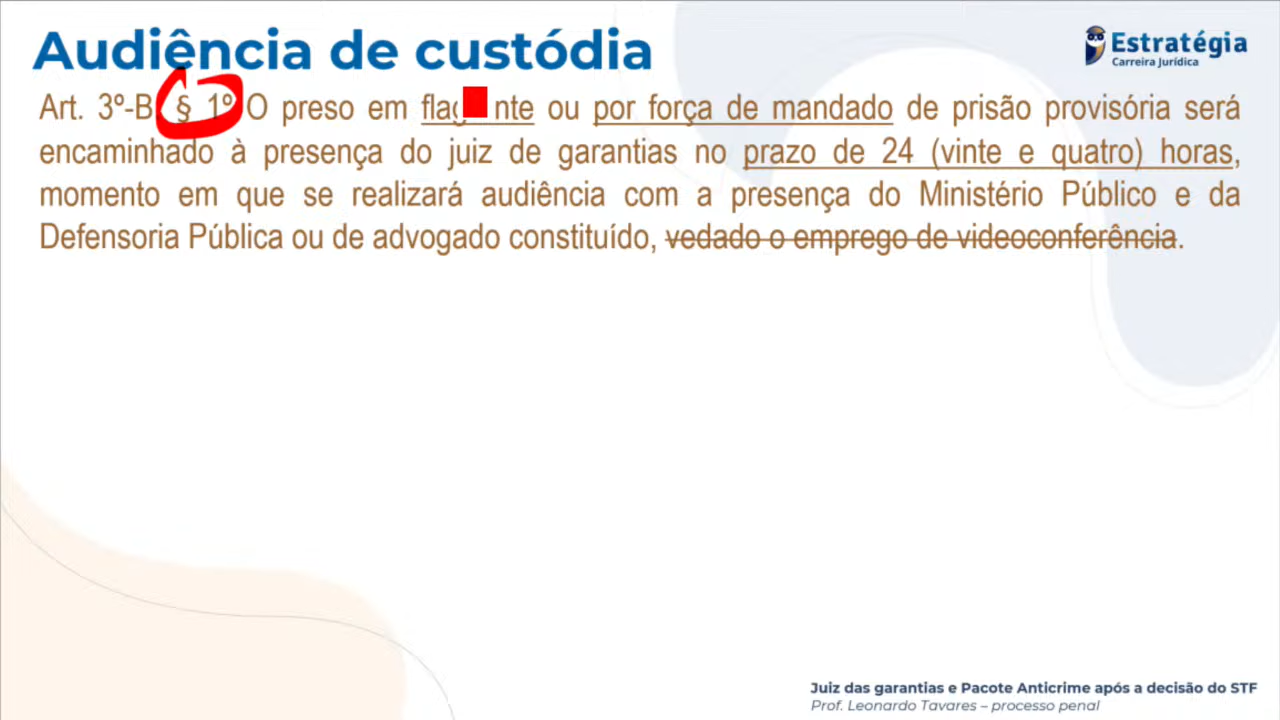 Audiência de custódia
Estratégia
Carreira Jurídica
Art. 3º-B, § 1º O preso em ou por força de mandado de prisão provisória será
encaminhado à presença do juiz de garantias no prazo de 24 (vinte e quatro) horas,
momento em que se realizará audiência com a presença do Ministério Público e da
Defensoria Pública ou de advogado constituído, vedado o emprego de videoconferência.
Juiz das garantias e Pacote Anticrime após a decisão do STF
Prof. Leonardo Tavares – processo penal